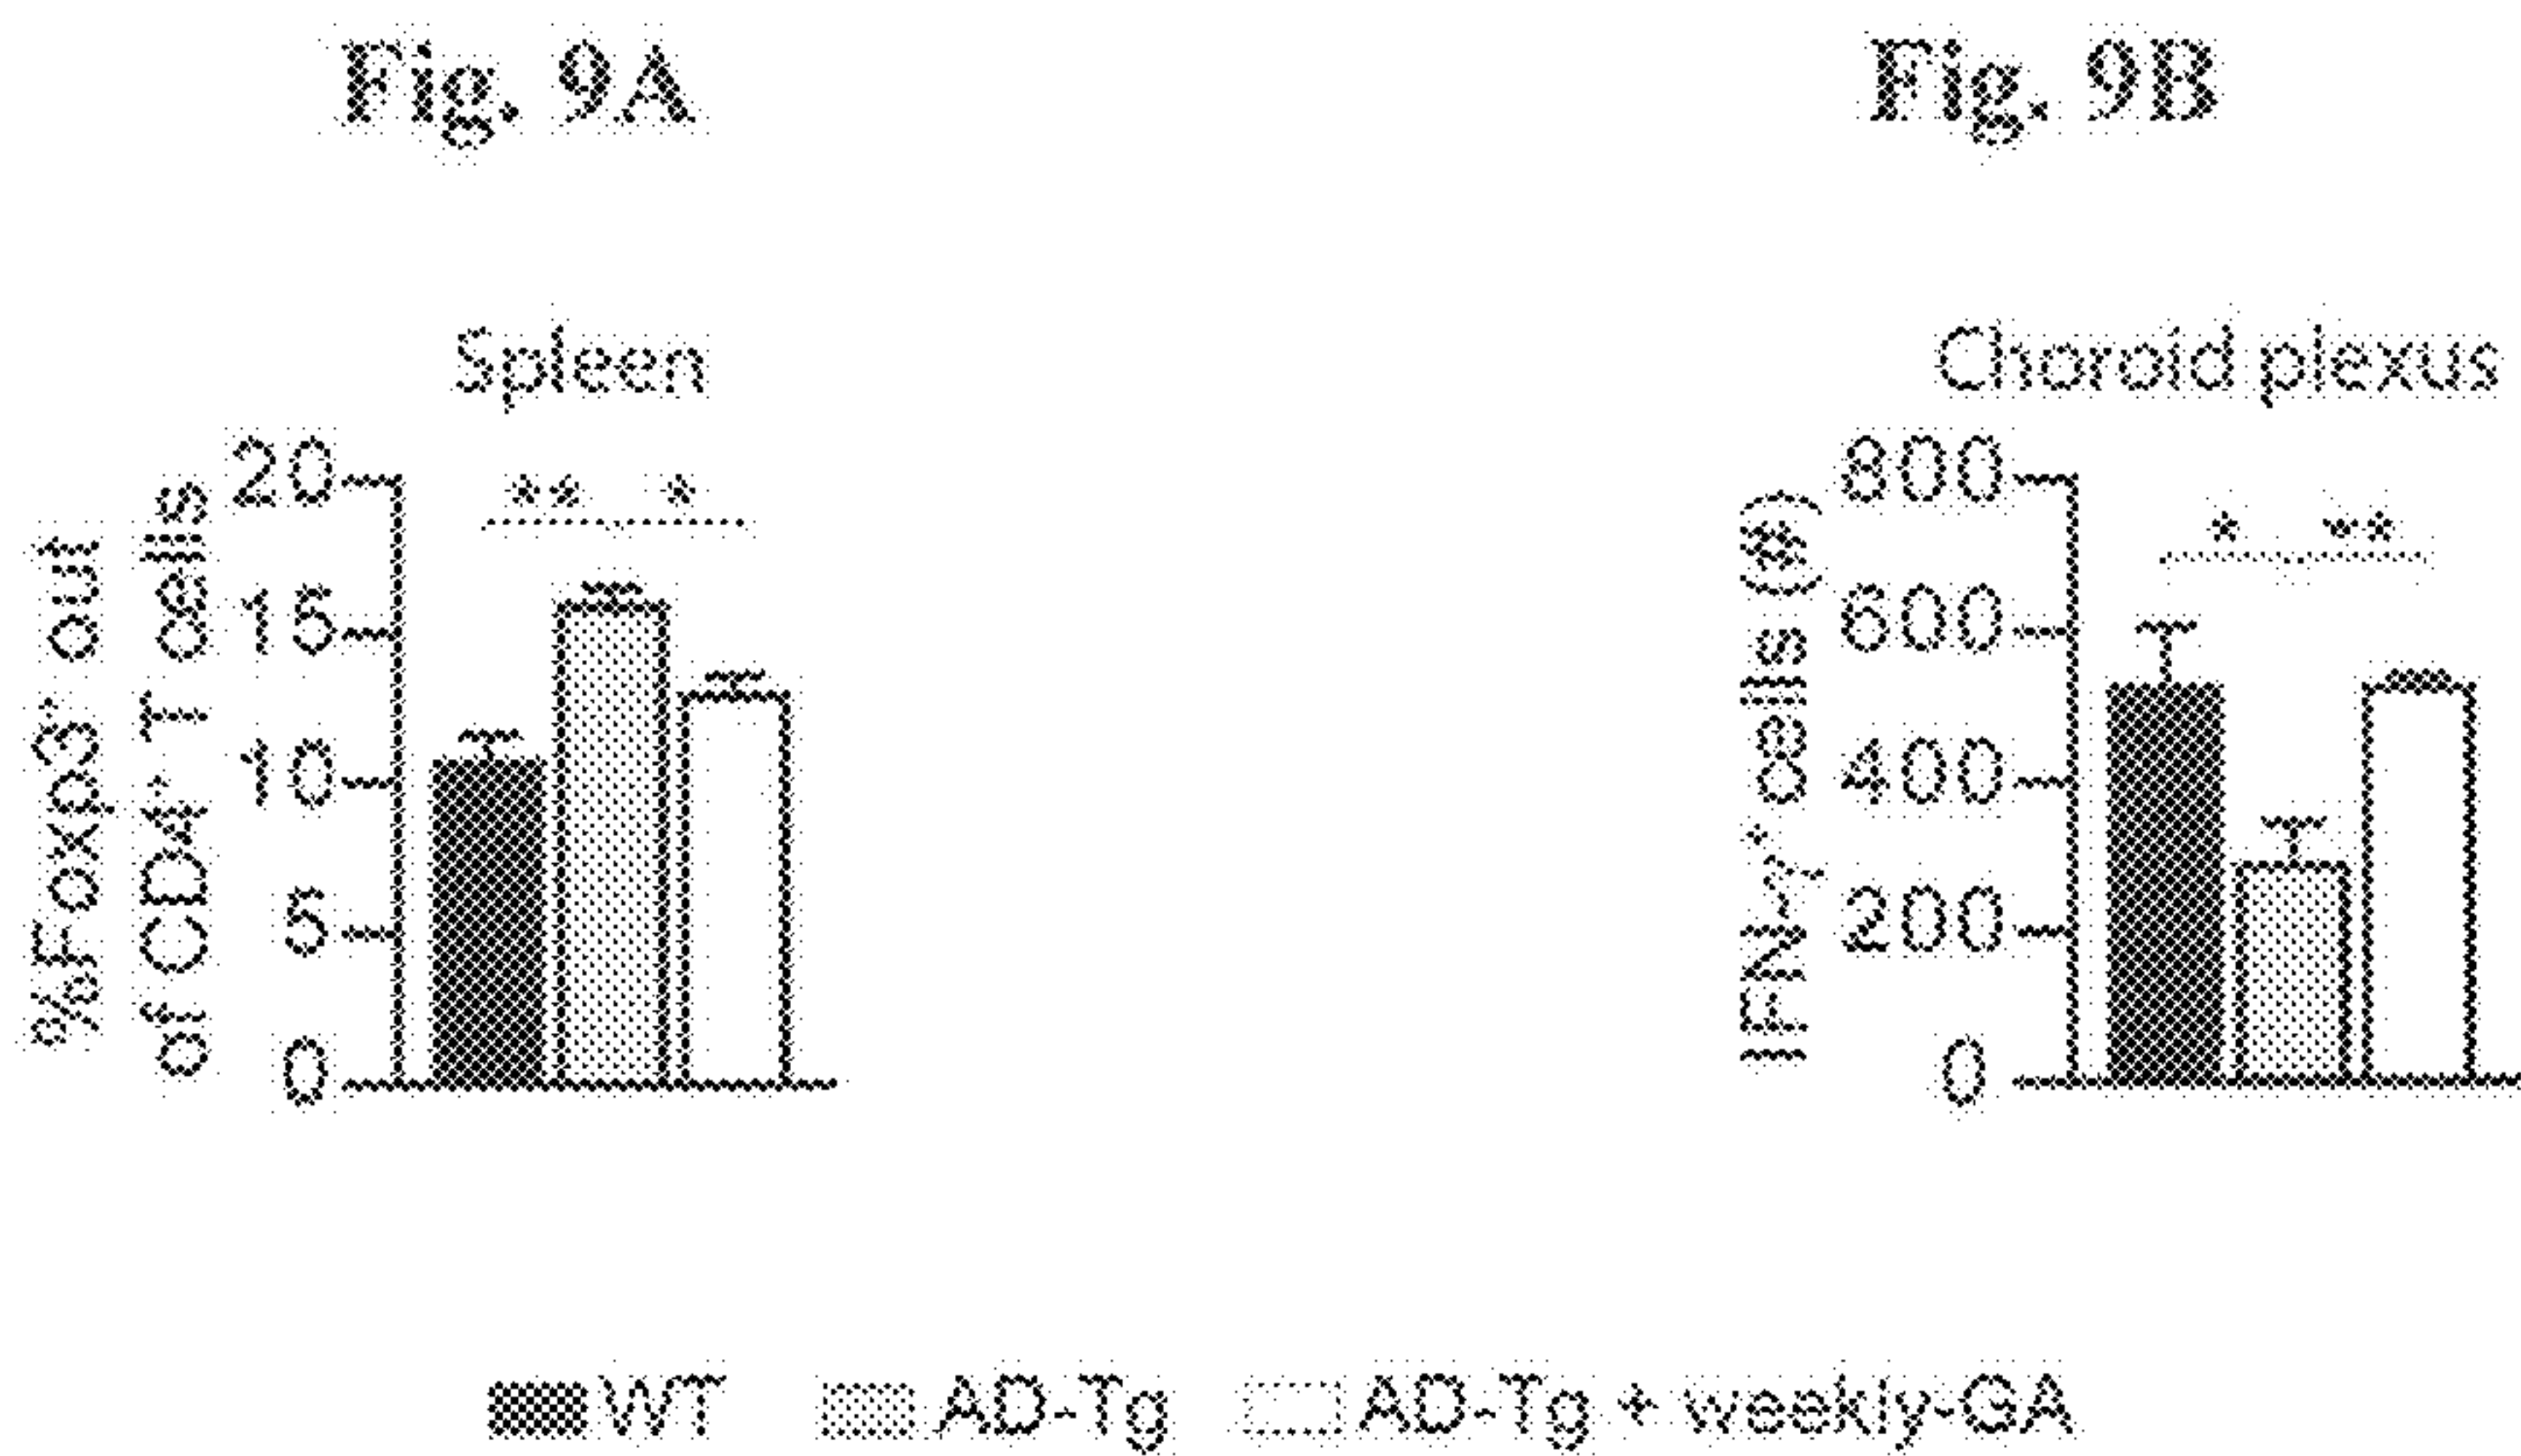 Fig. 9A
Fig. 9B
Spleen
%Foxp3⁺ out
of CD4⁺ T cells
20
15
10
5
0
** *
Choroid plexus
IFN-γ⁺ cells (#)
800
600
400
200
0
* **
WT AD-Tg AD-Tg + weekly-GA